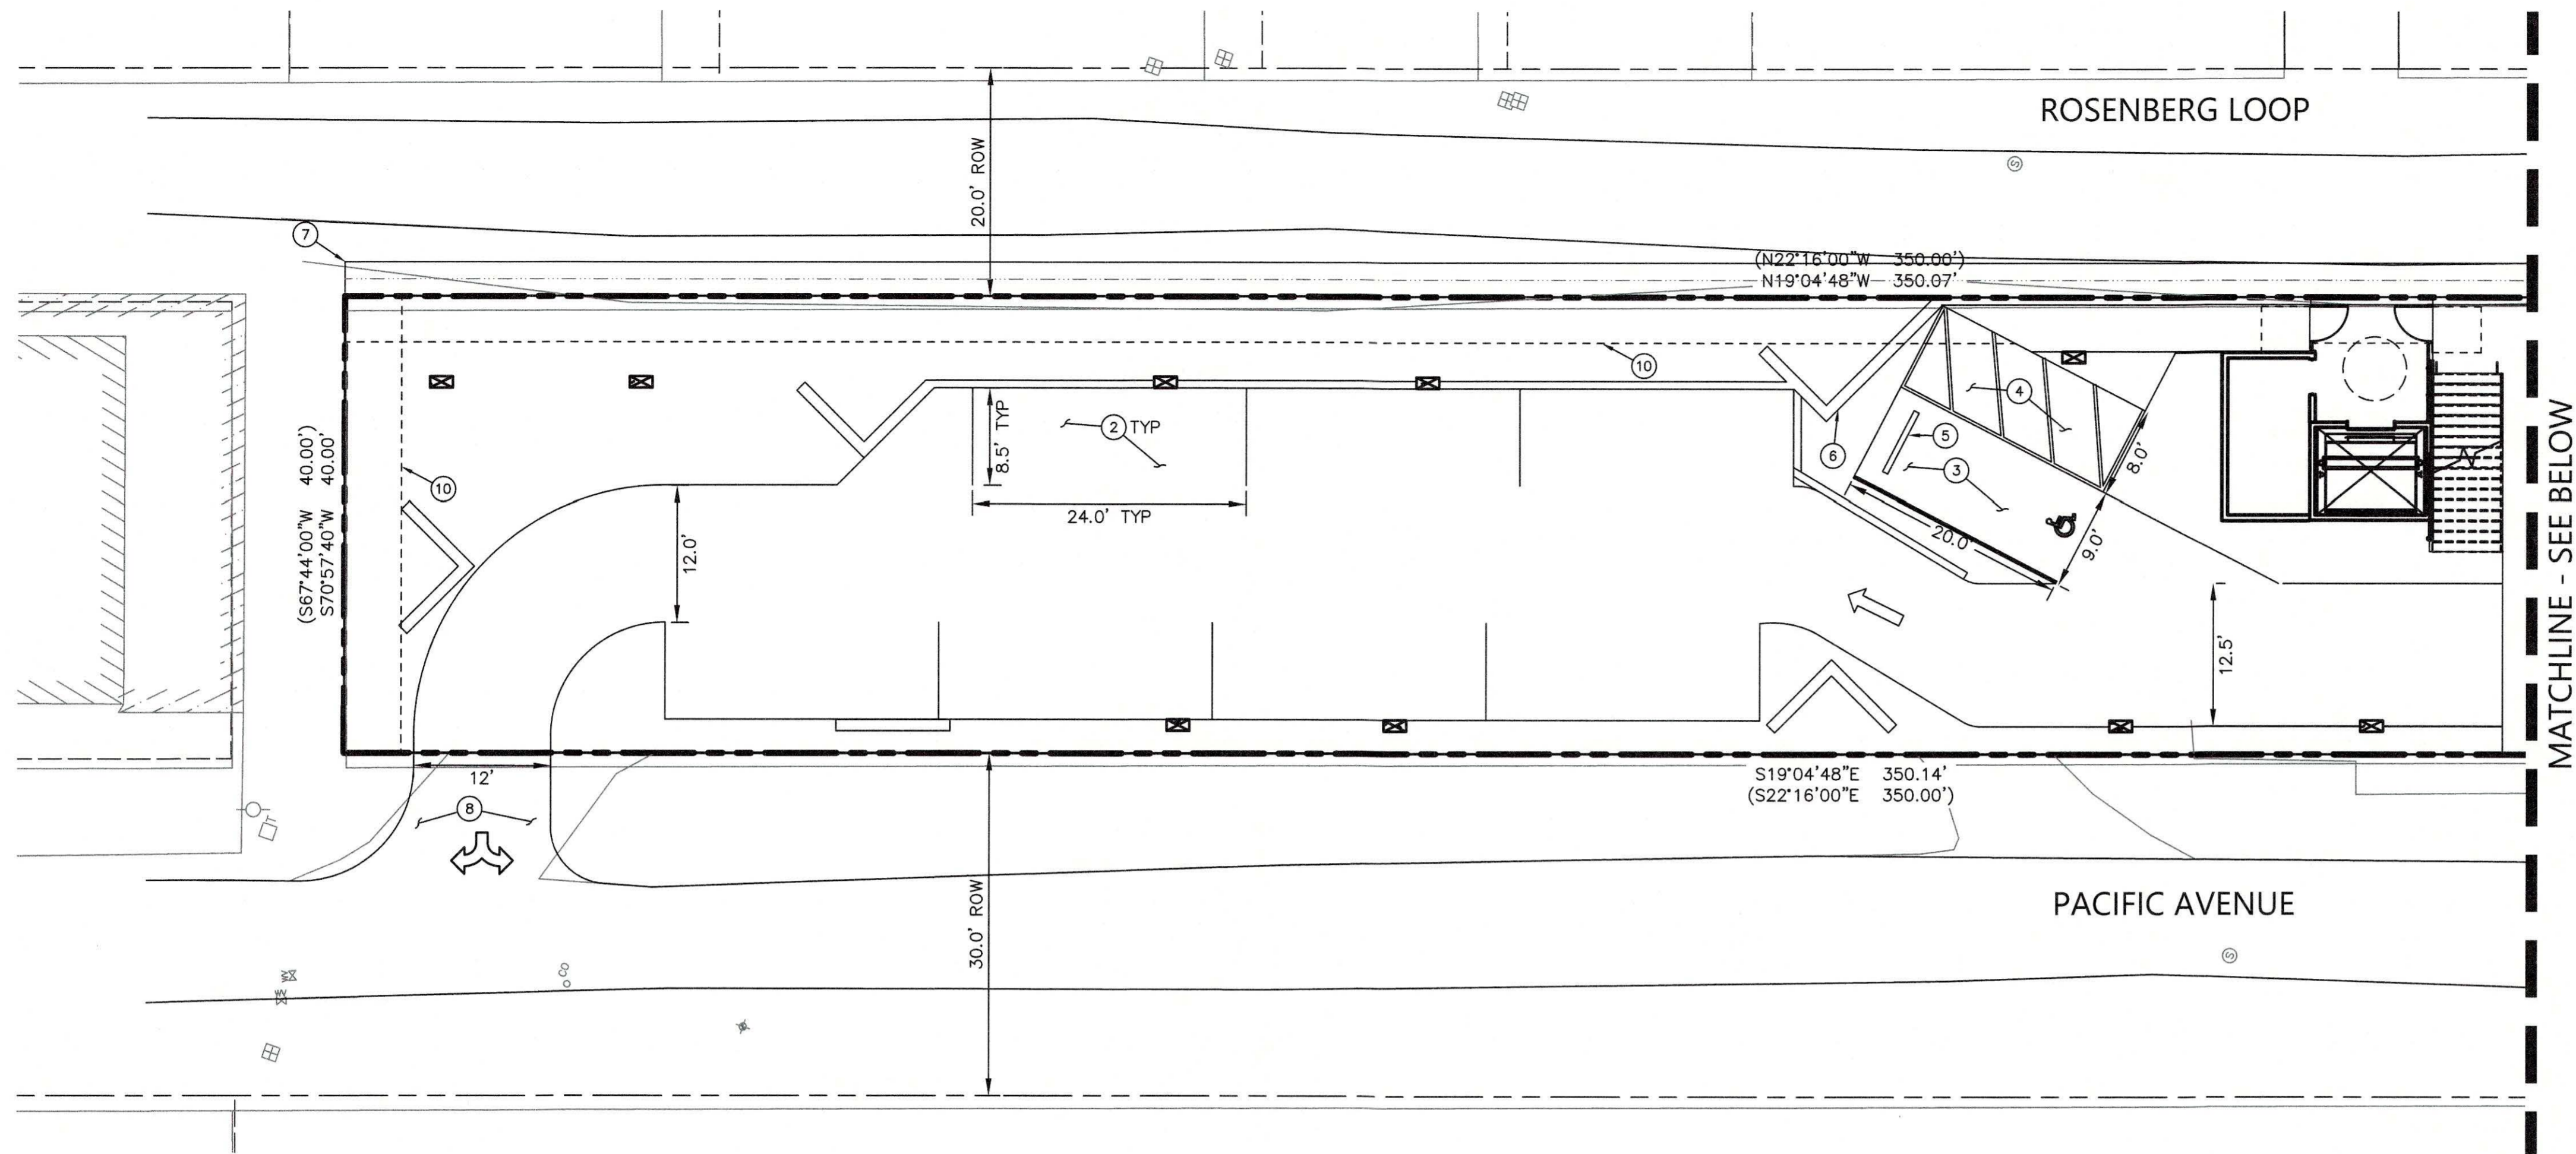 ROSENBERG LOOP
20.0' ROW
7
(N22°16'00"W 350.00')
N19°04'48"W 350.07'
10
4
2 TYP
8.5' TYP
5
6
3
8.0'
(S67°44'00"W 40.00')
S70°57'40"W 40.00'
10
24.0' TYP
12.0'
20.0'
9.0'
12.5'
MATCHLINE - SEE BELOW
12'
S19°04'48"E 350.14'
(S22°16'00"E 350.00')
8
T
30.0' ROW
PACIFIC AVENUE
S
S
CO
W
W